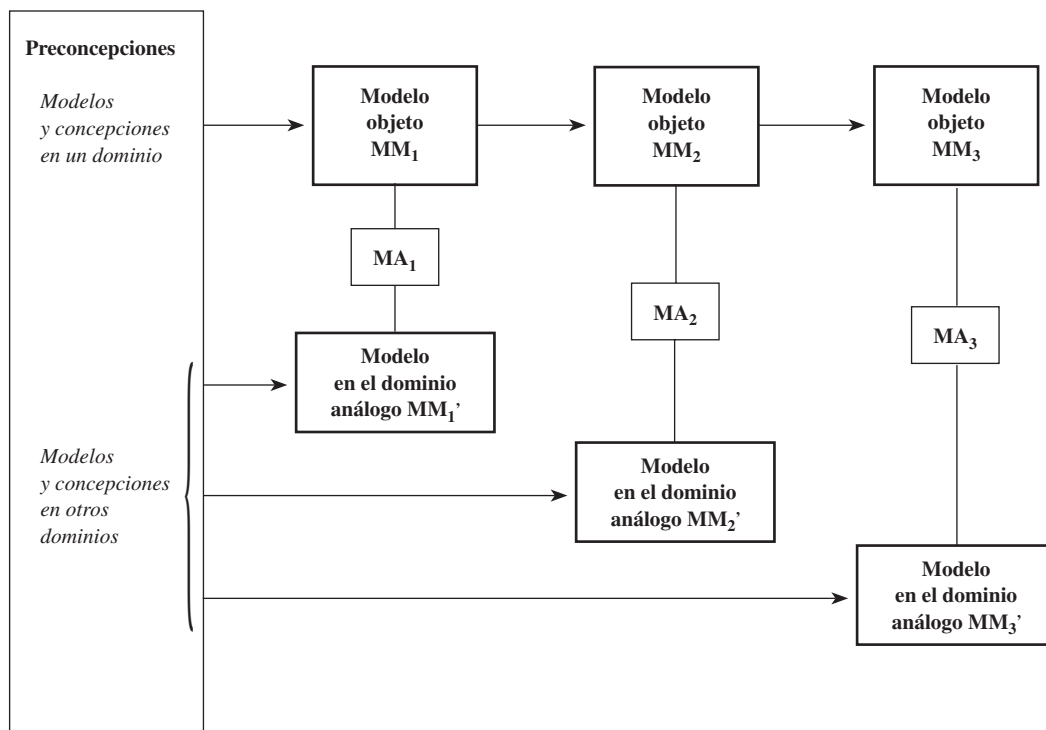 Preconcepciones
Modelos
y concepciones
en un dominio
Modelo
objeto
MM₁
Modelo
objeto
MM₂
Modelo
objeto
MM₃
MA₁
MA₂
MA₃
Modelo
en el dominio
análogo MM₁’
Modelos
y concepciones
en otros
dominios
Modelo
en el dominio
análogo MM₂’
Modelo
en el dominio
análogo MM₃’